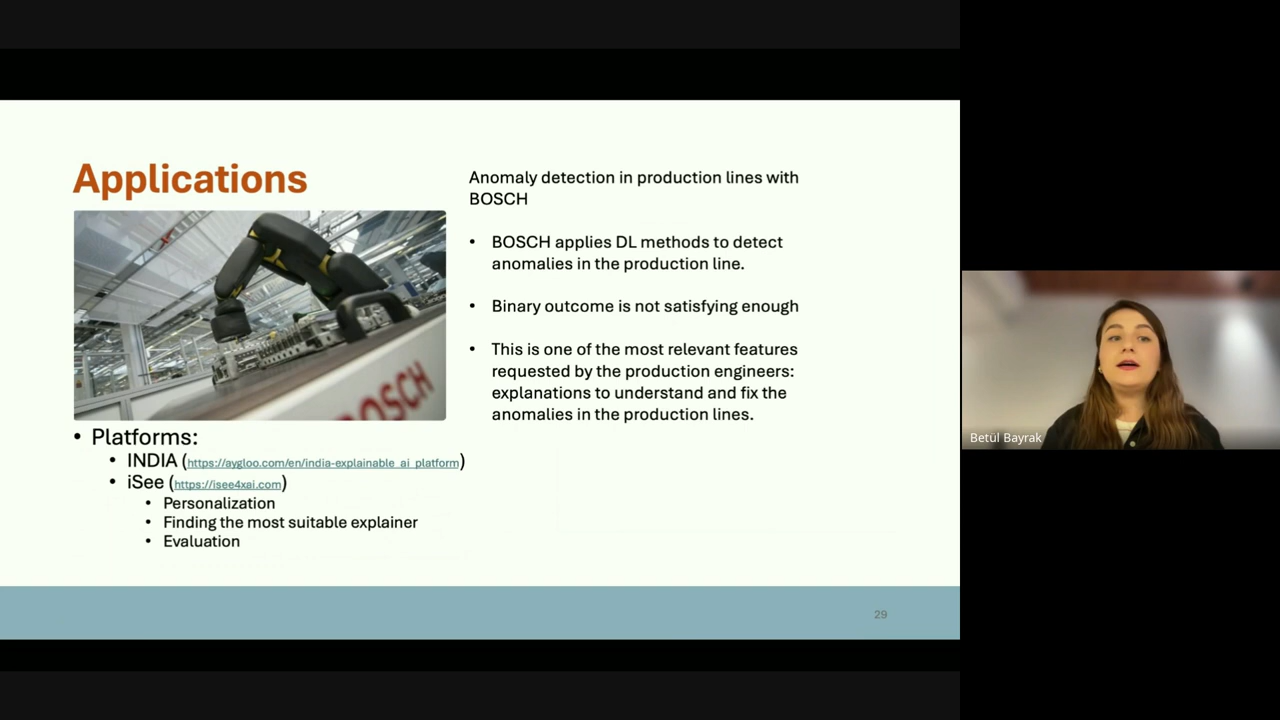 Applications
BOSCH
Platforms:
INDIA (https://aygloo.com/en/india-explainable_ai_platform)
iSee (https://isee4xai.com)
Personalization
Finding the most suitable explainer
Evaluation
Anomaly detection in production lines with
BOSCH
BOSCH applies DL methods to detect
anomalies in the production line.
Binary outcome is not satisfying enough
This is one of the most relevant features
requested by the production engineers:
explanations to understand and fix the
anomalies in the production lines.
29
Betül Bayrak